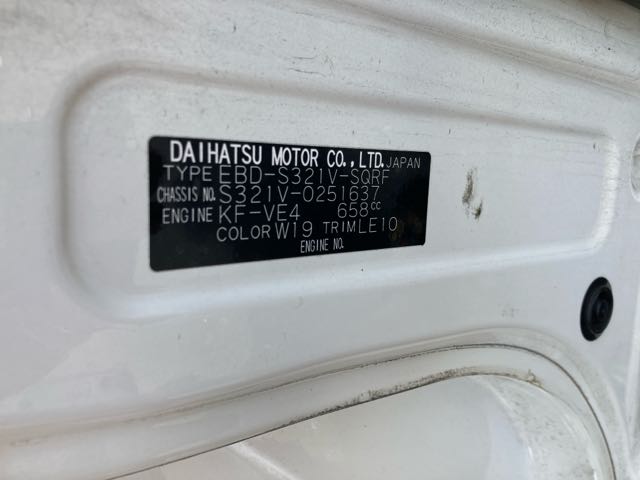 DAIHATSU MOTOR CO.,LTD. JAPAN
TYPE EBD-S321V-SQRF
CHASSIS NO. S321V-0251637
ENGINE KF-VE4 658CC
COLOR W19 TRIM LE10
ENGINE NO.